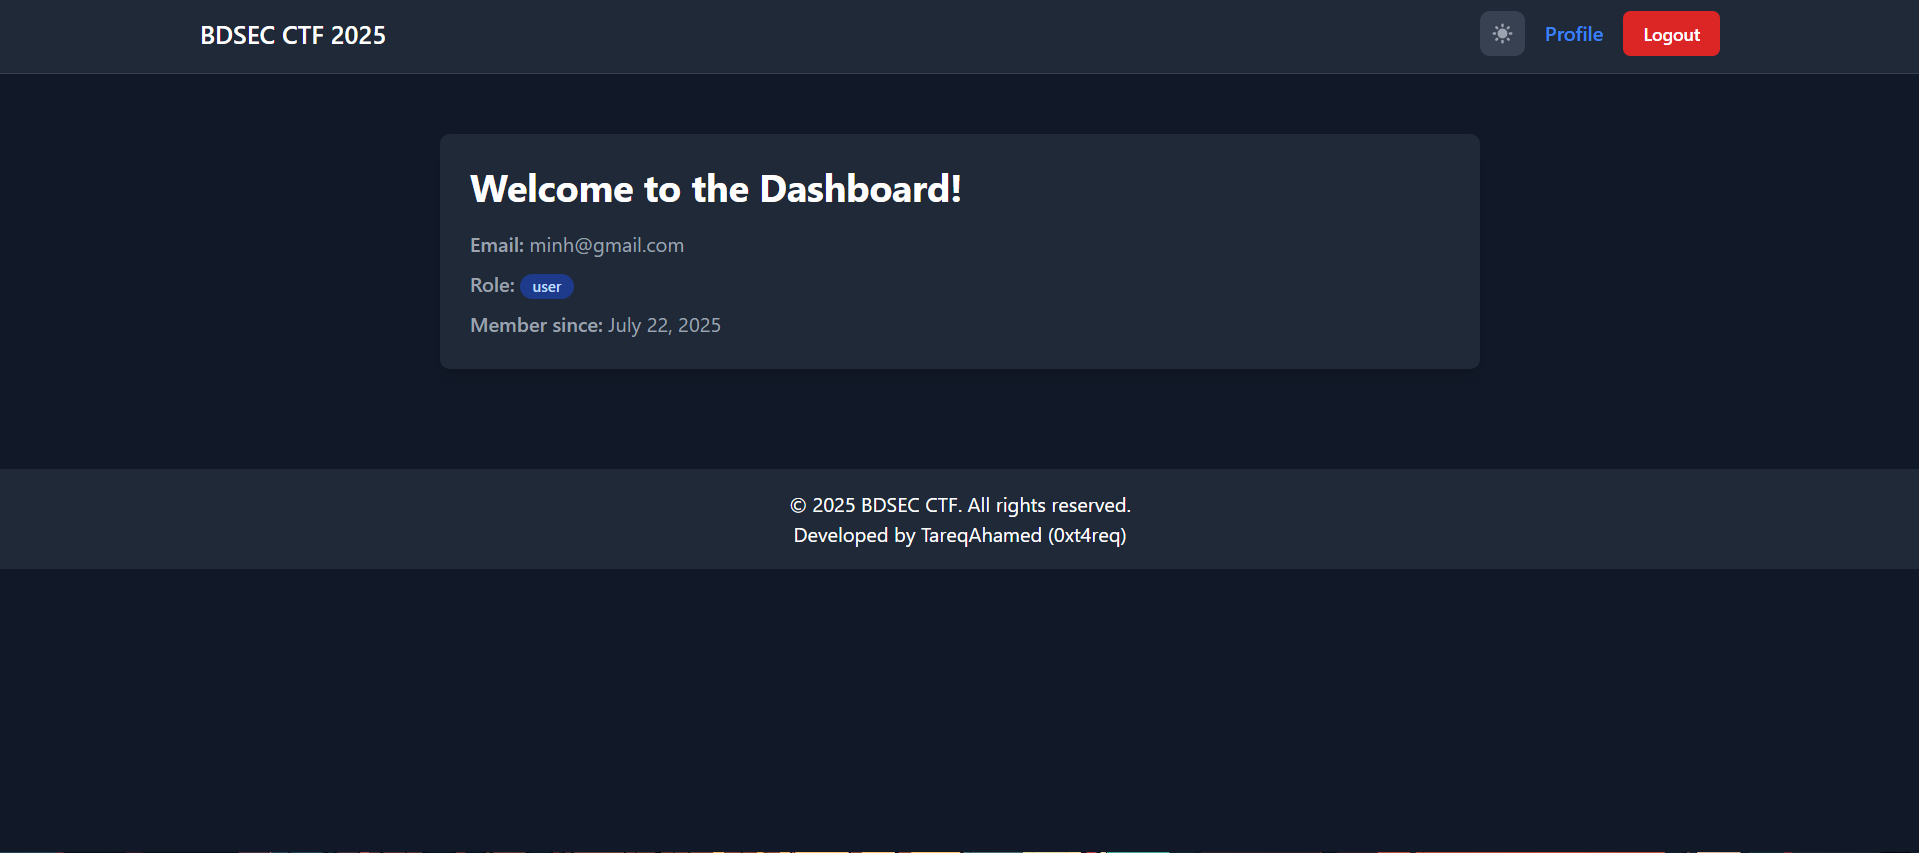 BDSEC CTF 2025
Profile
Logout
Welcome to the Dashboard!
Email: minh@gmail.com
Role: user
Member since: July 22, 2025
© 2025 BDSEC CTF. All rights reserved.
Developed by TareqAhamed (0xt4req)